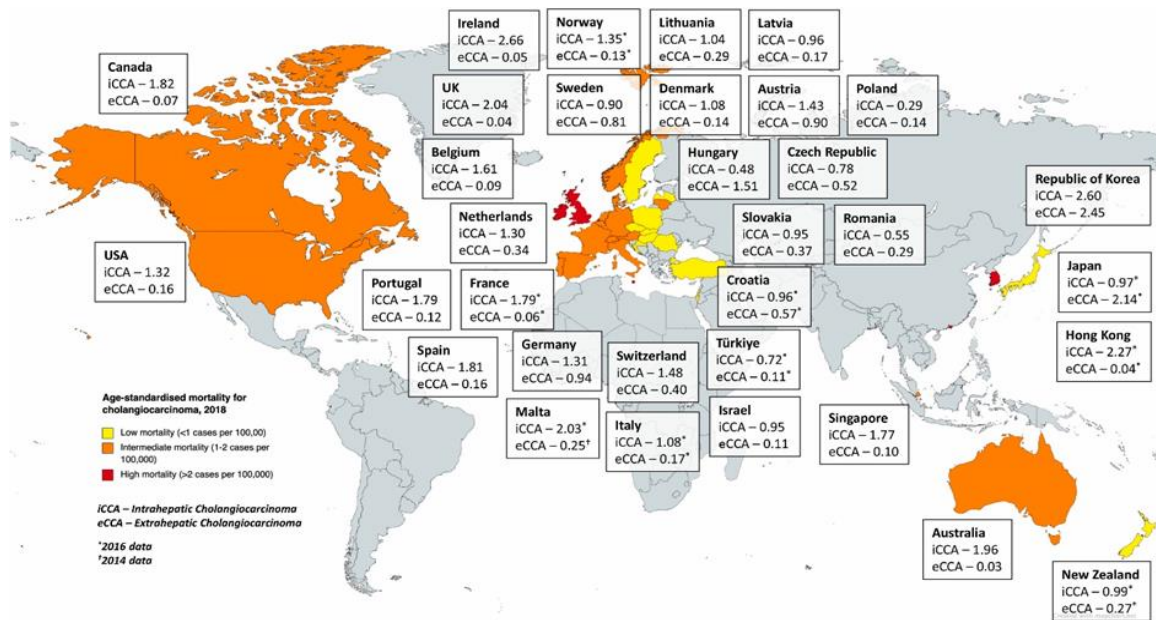 Ireland
iCCA – 2.66
eCCA – 0.05
Norway
iCCA – 1.35*
eCCA – 0.13*
Lithuania
iCCA – 1.04
eCCA – 0.29
Latvia
iCCA – 0.96
eCCA – 0.17
Canada
iCCA – 1.82
eCCA – 0.07
UK
iCCA – 2.04
eCCA – 0.04
Sweden
iCCA – 0.90
eCCA – 0.81
Denmark
iCCA – 1.08
eCCA – 0.14
Austria
iCCA – 1.43
eCCA – 0.90
Poland
iCCA – 0.29
eCCA – 0.14
Belgium
iCCA – 1.61
eCCA – 0.09
Hungary
iCCA – 0.48
eCCA – 1.51
Czech Republic
iCCA – 0.78
eCCA – 0.52
Republic of Korea
iCCA – 2.60
eCCA – 2.45
Netherlands
iCCA – 1.30
eCCA – 0.34
Slovakia
iCCA – 0.95
eCCA – 0.37
Romania
iCCA – 0.55
eCCA – 0.29
USA
iCCA – 1.32
eCCA – 0.16
Portugal
iCCA – 1.79
eCCA – 0.12
France
iCCA – 1.79*
eCCA – 0.06*
Croatia
iCCA – 0.96*
eCCA – 0.57*
Japan
iCCA – 0.97*
eCCA – 2.14*
Spain
iCCA – 1.81
eCCA – 0.16
Germany
iCCA – 1.31
eCCA – 0.94
Switzerland
iCCA – 1.48
eCCA – 0.40
Türkiye
iCCA – 0.72*
eCCA – 0.11*
Hong Kong
iCCA – 2.27*
eCCA – 0.04*
Malta
iCCA – 2.03*
eCCA – 0.25†
Italy
iCCA – 1.08*
eCCA – 0.17*
Israel
iCCA – 0.95
eCCA – 0.11
Singapore
iCCA – 1.77
eCCA – 0.10
Australia
iCCA – 1.96
eCCA – 0.03
New Zealand
iCCA – 0.99*
eCCA – 0.27*
Age-standardised mortality for
cholangiocarcinoma, 2018
Low mortality (<1 cases per 100,00)
Intermediate mortality (1-2 cases per
100,000)
High mortality (>2 cases per 100,000)
iCCA – Intrahepatic Cholangiocarcinoma
eCCA – Extrahepatic Cholangiocarcinoma
*2016 data
†2014 data